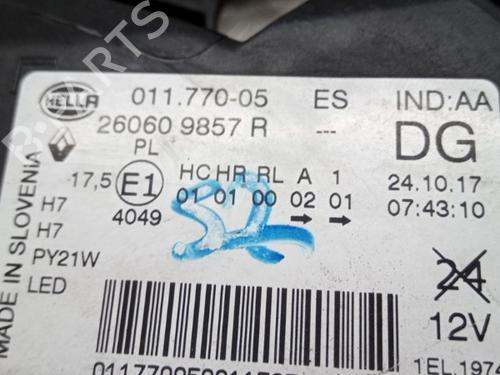 HELLA 011.770-05 ES IND:AA
26060 9857 R --- DG
PL
17,5 E1 HC HR RL A 1 24.10.17
4049 01 01 00 02 01 07:43:10
H7
H7
PY21W
LED
MADE IN SLOVENIA
24
12V
1EL.1974
B-PARTS